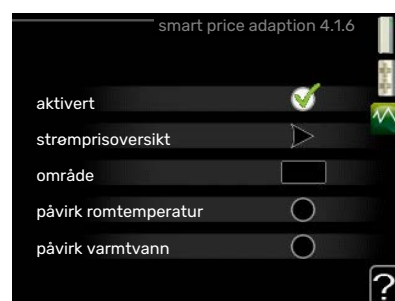 smart price adaption 4.1.6
aktivert
strømprisoversikt
område
påvirk romtemperatur
påvirk varmtvann
?